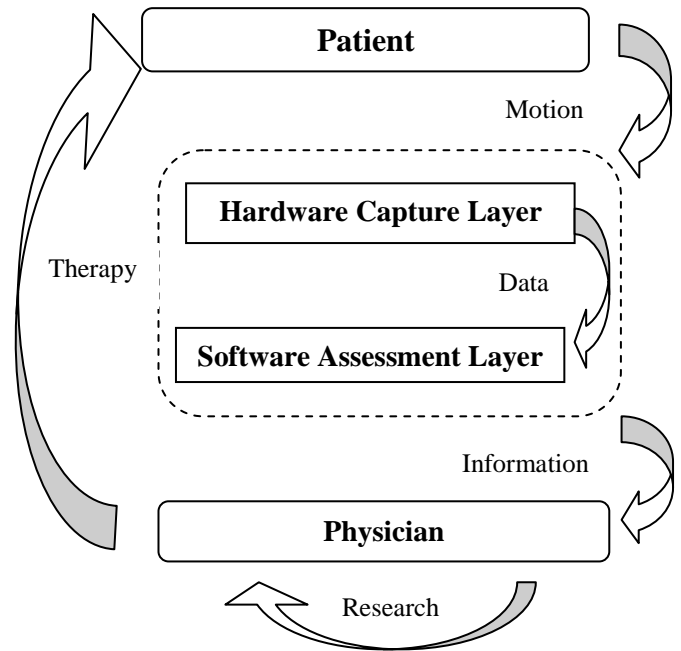 Patient
Motion
Hardware Capture Layer
Therapy
Data
Software Assessment Layer
Information
Physician
Research